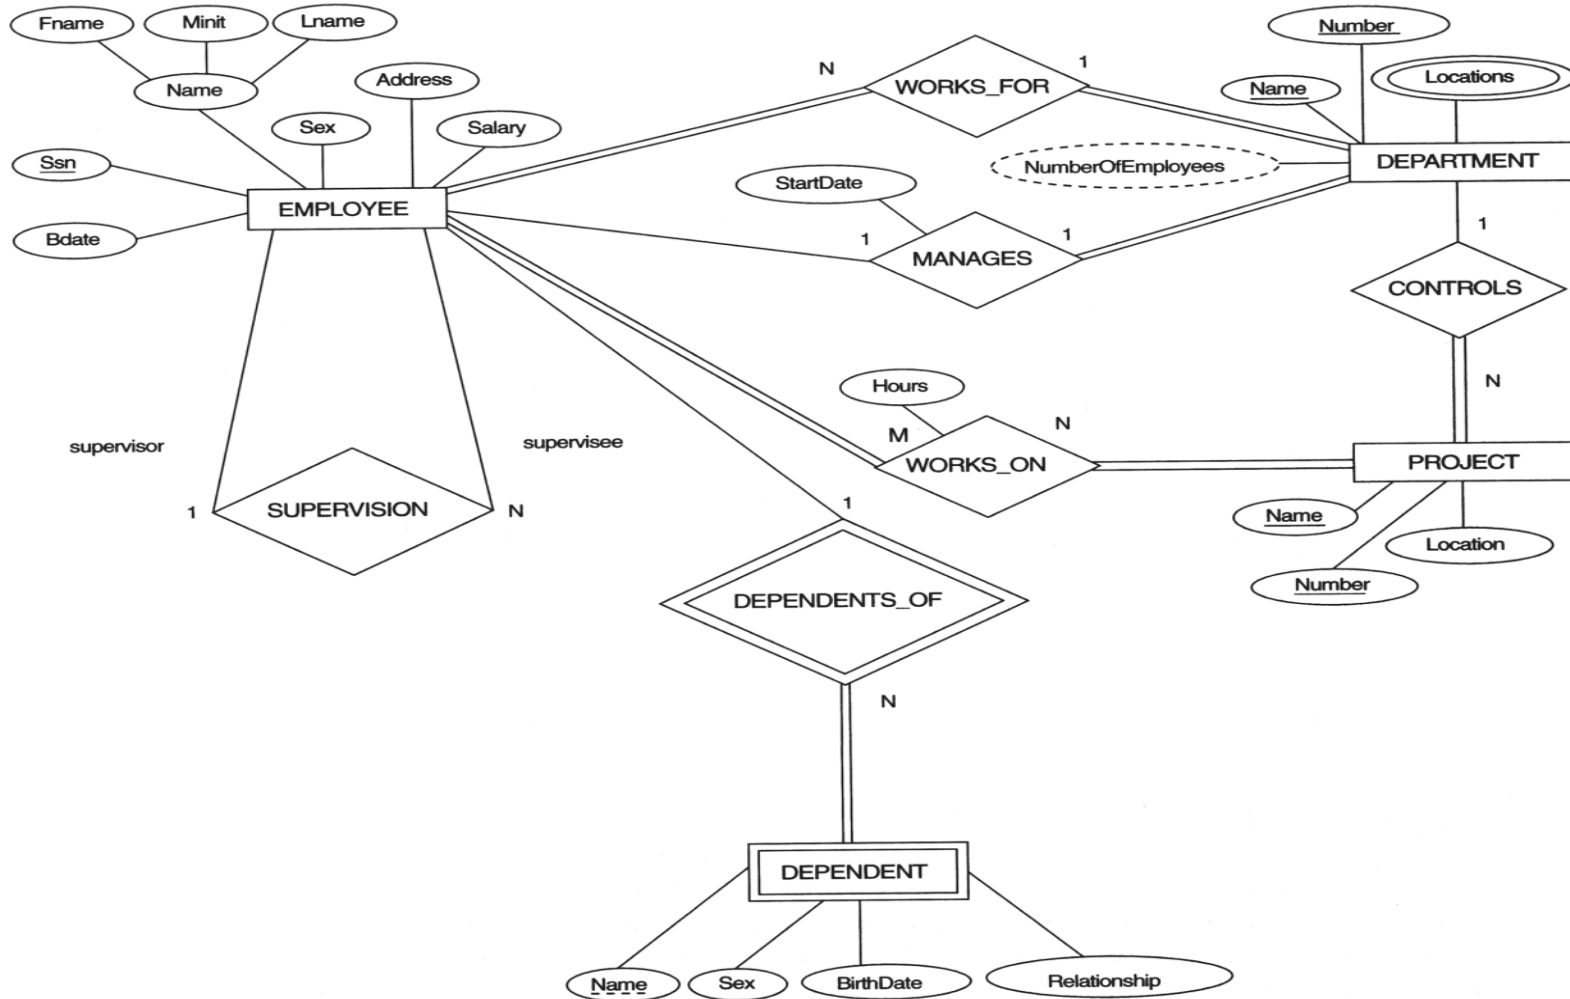 Fname
Minit
Lname
Name
Address
Sex
Salary
Ssn
Bdate
EMPLOYEE
N
WORKS_FOR
1
Number
Name
Locations
NumberOfEmployees
DEPARTMENT
StartDate
1
MANAGES
1
1
CONTROLS
N
supervisor
supervisee
1
SUPERVISION
N
Hours
M
WORKS_ON
N
PROJECT
Name
Number
Location
1
DEPENDENTS_OF
N
DEPENDENT
Name
Sex
BirthDate
Relationship